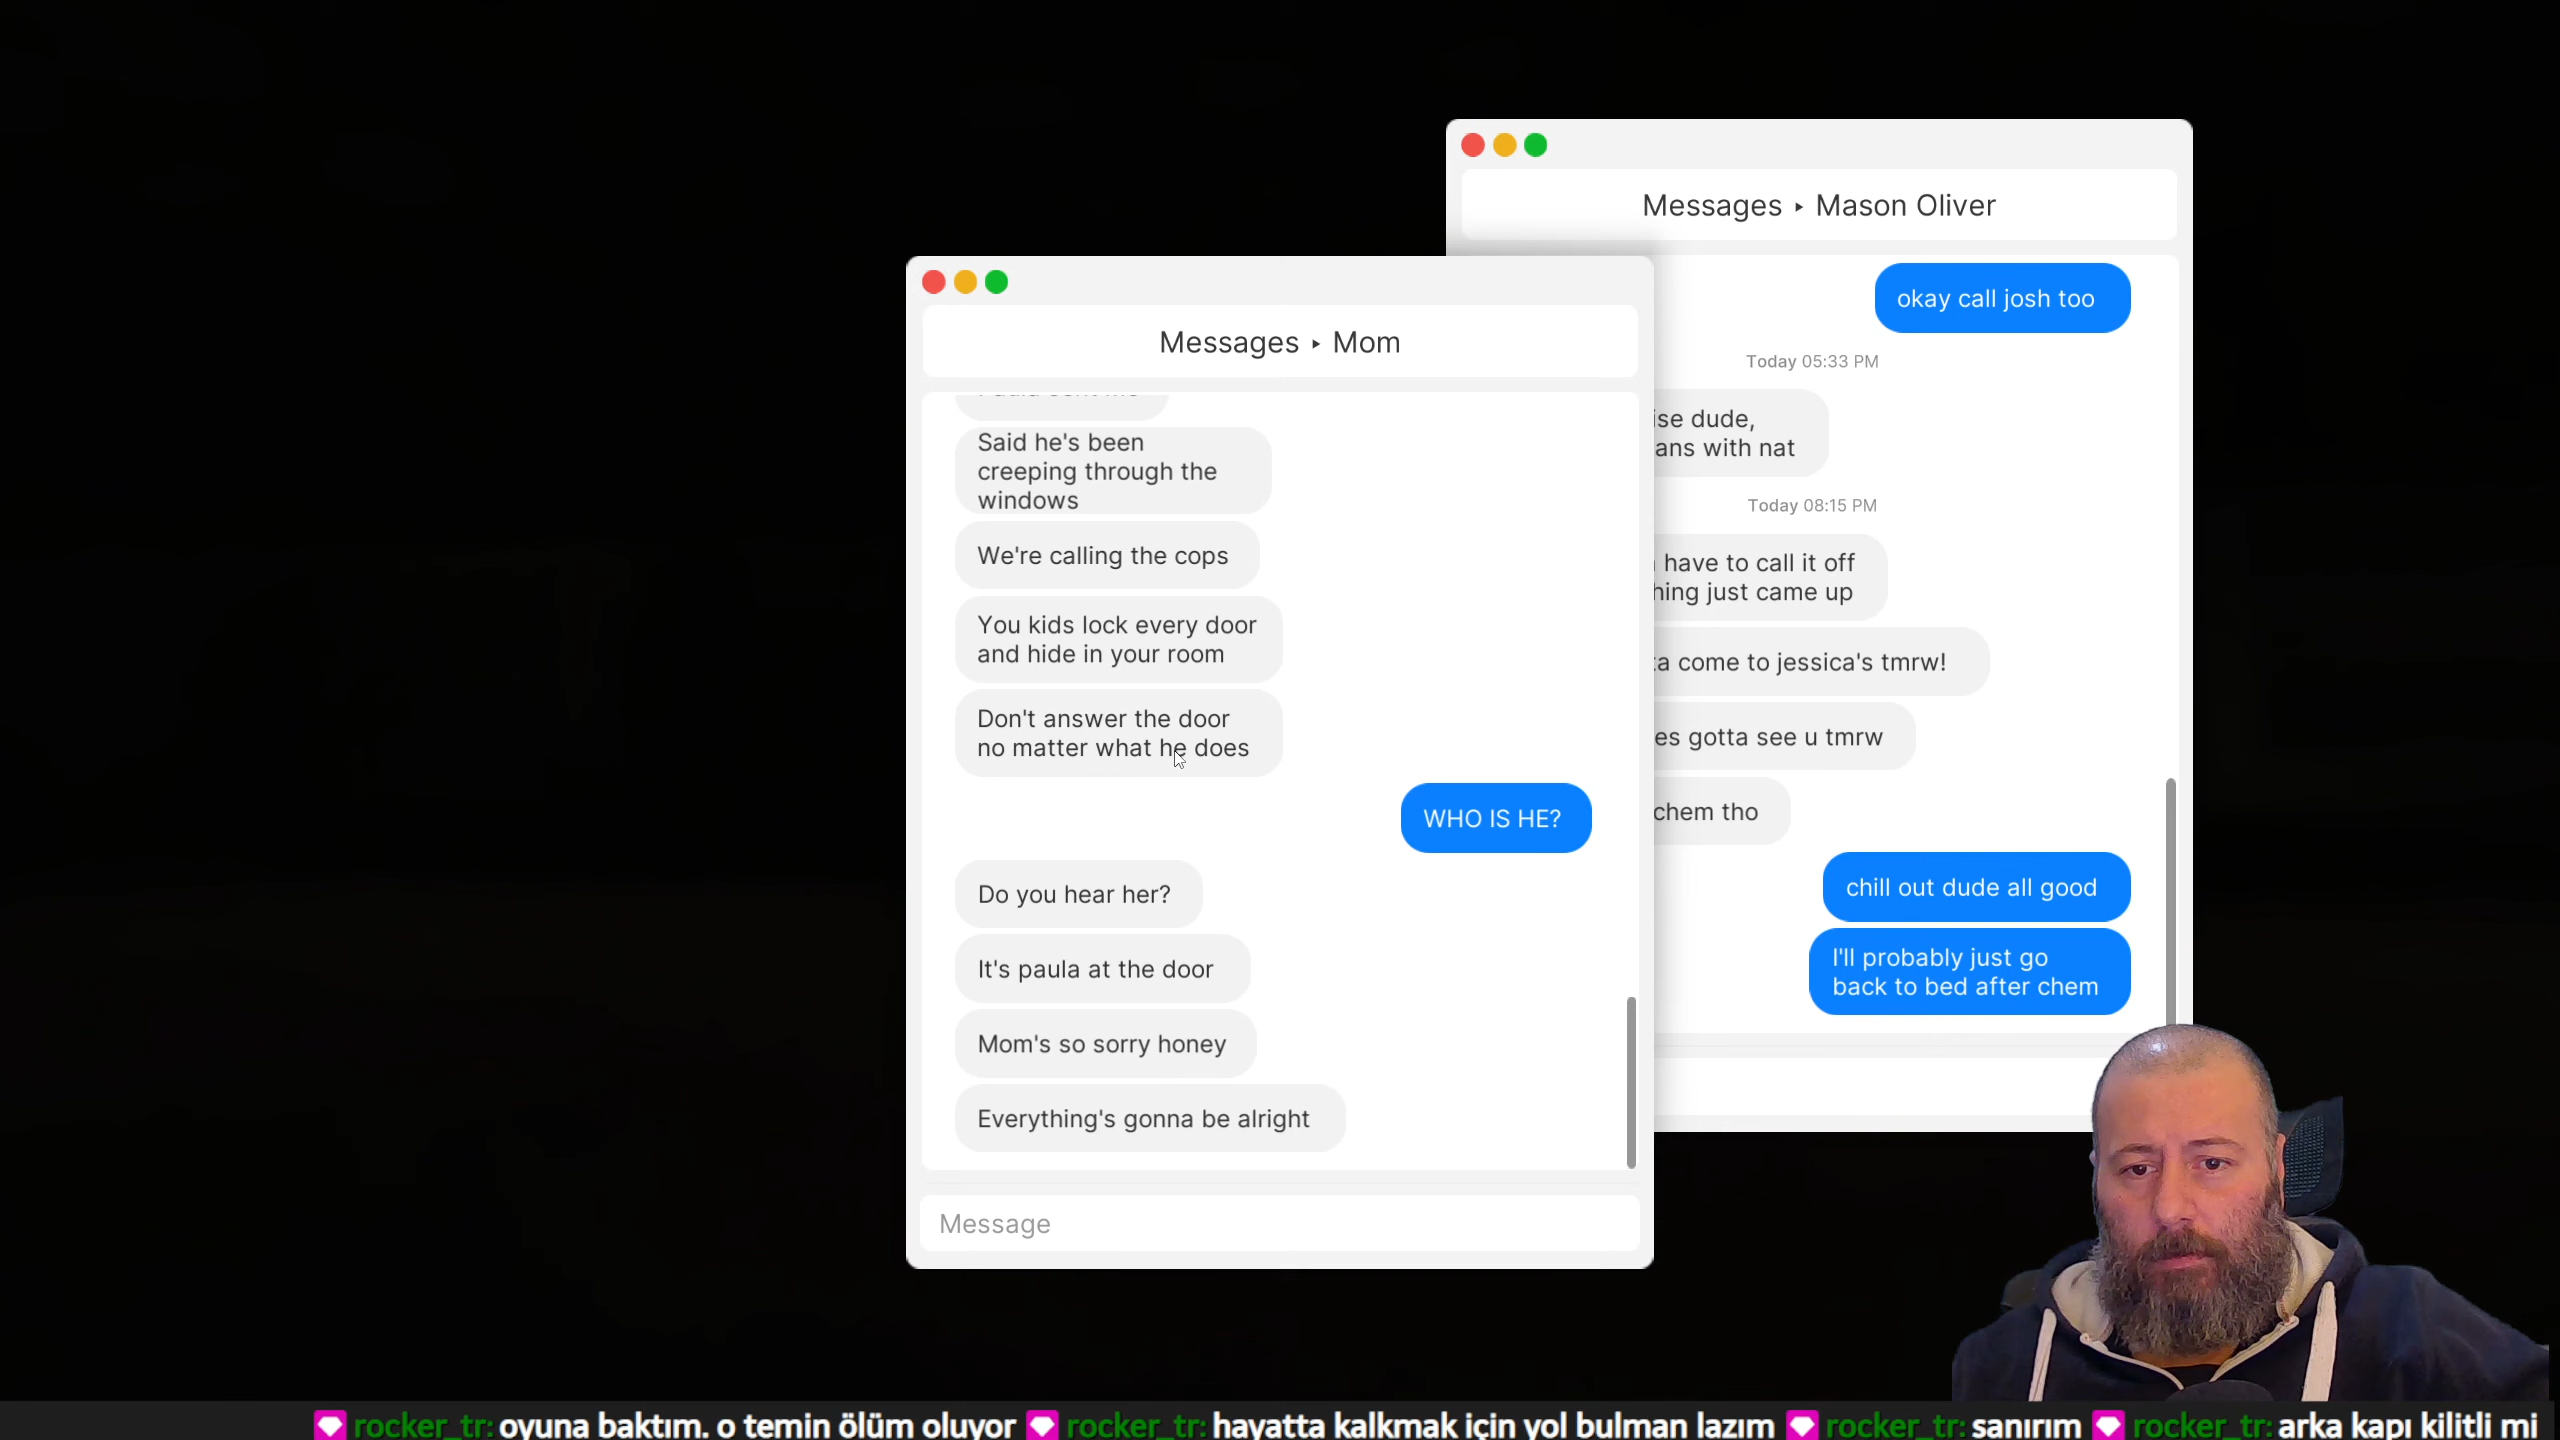 Messages ‣ Mason Oliver
okay call josh too
Today 05:33 PM
ise dude,
ans with nat
Today 08:15 PM
have to call it off
hing just came up
ta come to jessica's tmrw!
es gotta see u tmrw
chem tho
chill out dude all good
I'll probably just go
back to bed after chem
Messages ‣ Mom
Said he's been
creeping through the
windows
We're calling the cops
You kids lock every door
and hide in your room
Don't answer the door
no matter what he does
WHO IS HE?
Do you hear her?
It's paula at the door
Mom's so sorry honey
Everything's gonna be alright
Message
rocker_tr: oyuna baktım. o temin ölüm oluyor rocker_tr: hayatta kalkmak için yol bulman lazım rocker_tr: sanırım rocker_tr: arka kapı kilitli mi